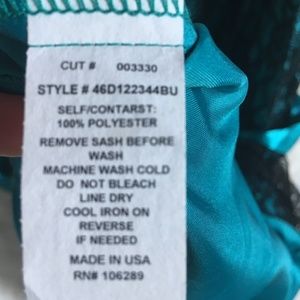 CUT # 003330
STYLE # 46D122344BU
SELF/CONTARST:
100% POLYESTER
REMOVE SASH BEFORE
WASH
MACHINE WASH COLD
DO NOT BLEACH
LINE DRY
COOL IRON ON
REVERSE
IF NEEDED
MADE IN USA
RN# 106289